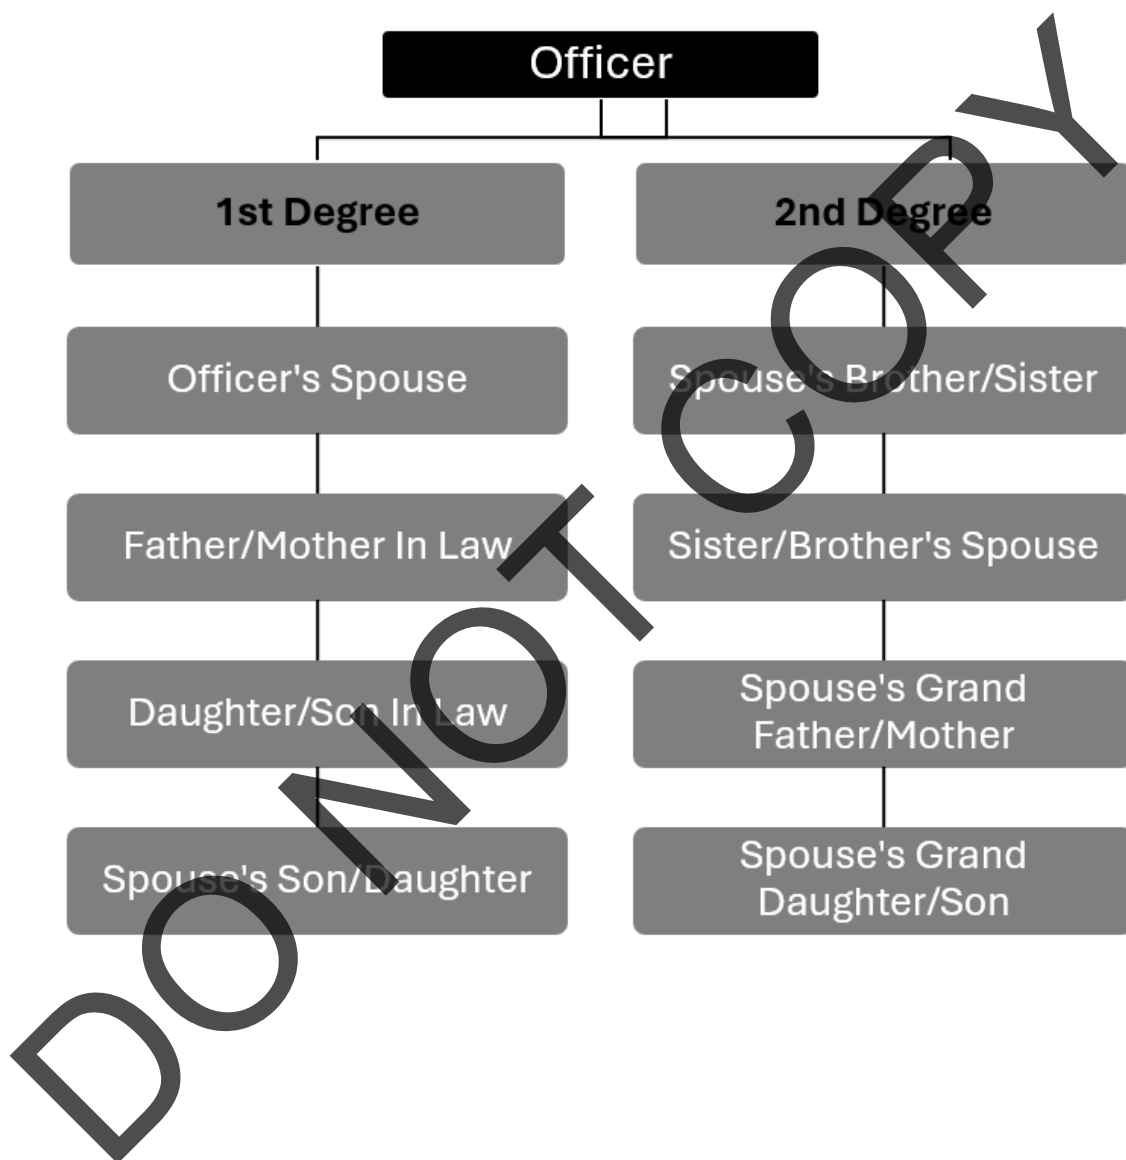 Officer
1st Degree
2nd Degree
Officer's Spouse
Spouse's Brother/Sister
Father/Mother In Law
Sister/Brother's Spouse
Daughter/Son In Law
Spouse's Grand
Father/Mother
Spouse's Son/Daughter
Spouse's Grand
Daughter/Son
DO NOT COPY